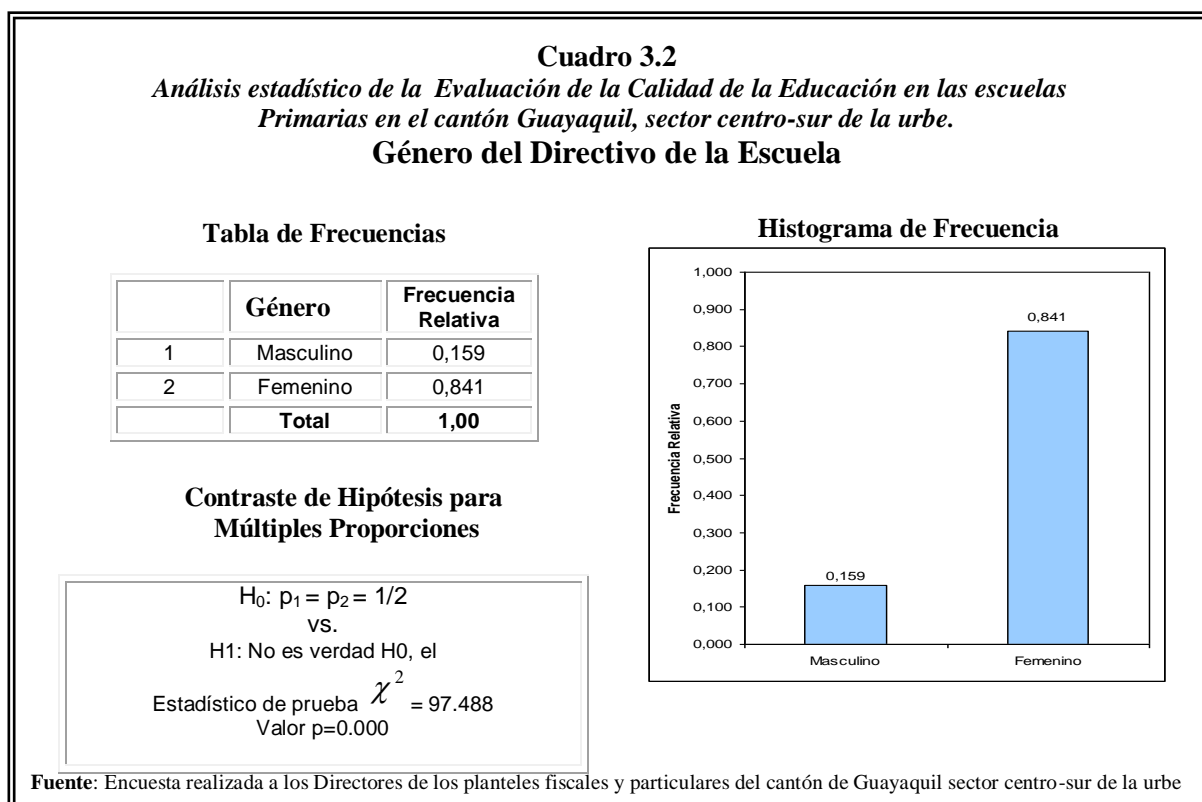 Cuadro 3.2
Análisis estadístico de la Evaluación de la Calidad de la Educación en las escuelas
Primarias en el cantón Guayaquil, sector centro-sur de la urbe.
Género del Directivo de la Escuela
Tabla de Frecuencias
Género Frecuencia Relativa
1 Masculino 0,159
2 Femenino 0,841
Total 1,00
Contraste de Hipótesis para
Múltiples Proporciones
H₀: p₁ = p₂ = 1/2
vs.
H1: No es verdad H0, el
Estadístico de prueba χ² = 97.488
Valor p=0.000
Histograma de Frecuencia
1,000
0,900
0,800
0,700
0,600
0,500
0,400
0,300
0,200
0,100
0,000
Frecuencia Relativa
0,159
0,841
Masculino Femenino
Fuente: Encuesta realizada a los Directores de los planteles fiscales y particulares del cantón de Guayaquil sector centro-sur de la urbe